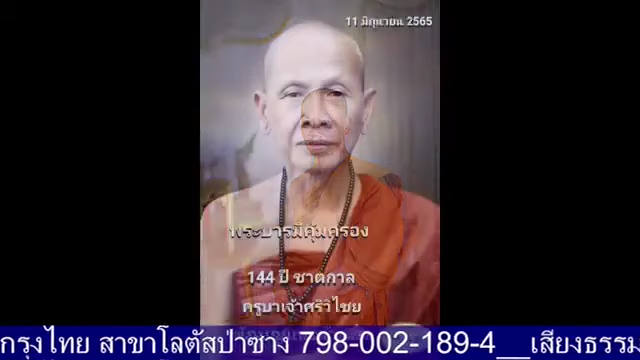 11 มิถุนายน 2565
พระบารมีคุ้มครอง
144 ปี ชาตกาล
ครูบาเจ้าศรีวิไชย
กรุงไทย สาขาโลตัสป่าซาง 798-002-189-4__เสียงธรรม